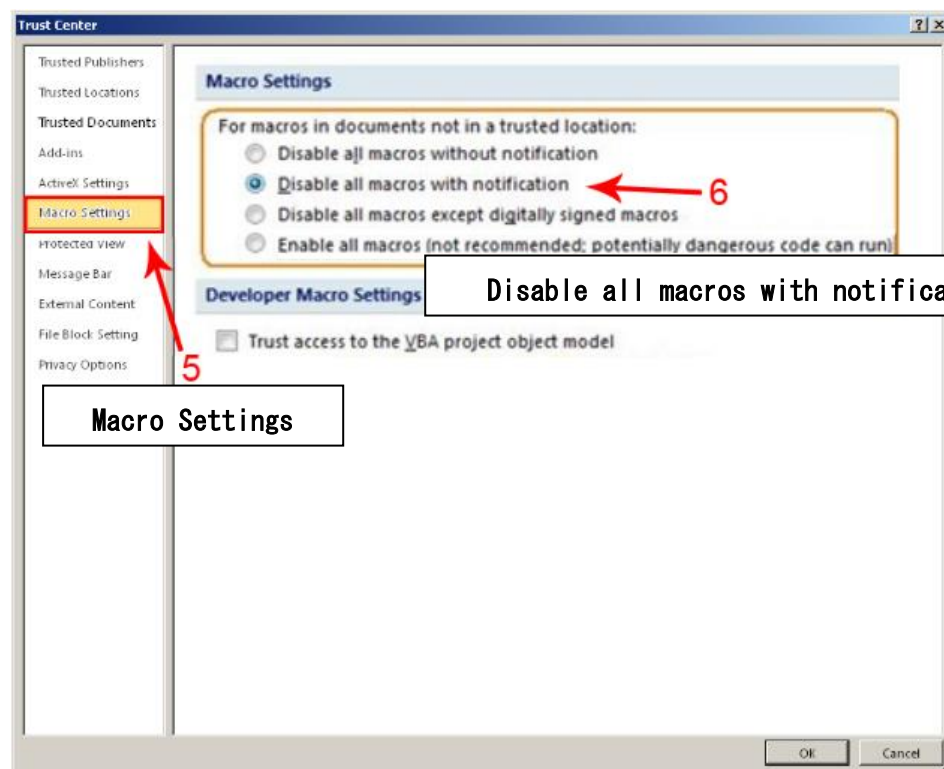 Trust Center
Trusted Publishers
Trusted Locations
Trusted Documents
Add-ins
ActiveX Settings
Macro Settings
Protected View
Message Bar
External Content
File Block Setting
Privacy Options
Macro Settings
For macros in documents not in a trusted location:
Disable all macros without notification
Disable all macros with notification
6
Disable all macros except digitally signed macros
Enable all macros (not recommended; potentially dangerous code can run)
Disable all macros with notifica
Developer Macro Settings
Trust access to the VBA project object model
5
Macro Settings
OK
Cancel